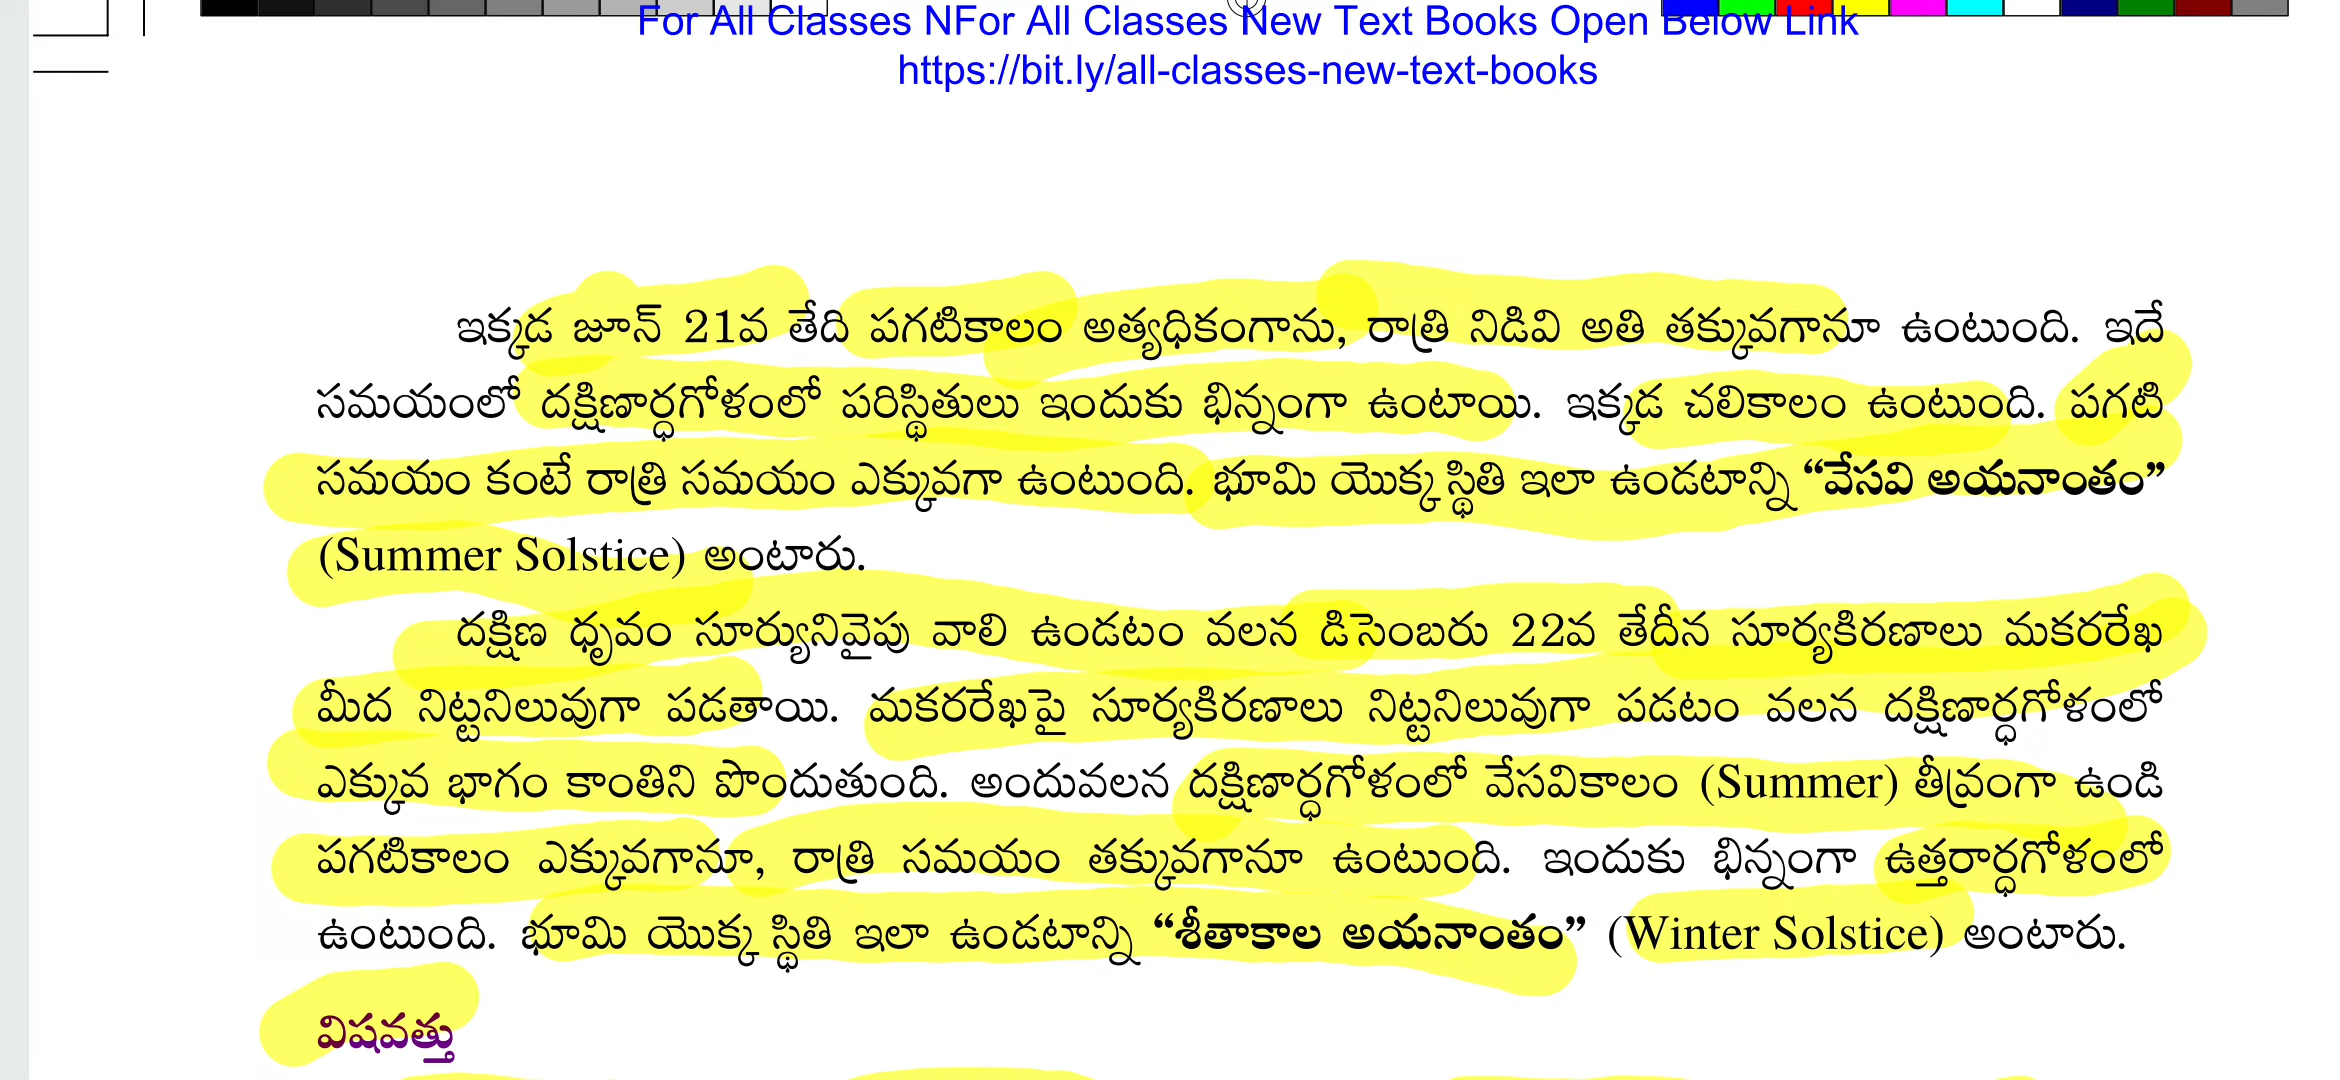 For All Classes NFor All Classes New Text Books Open Below Link
https://bit.ly/all-classes-new-text-books
ఇక్కడ జూన్ 21వ తేది పగటికాలం అత్యధికంగాను, రాత్రి నిడివి అతి తక్కువగానూ ఉంటుంది. ఇదే
సమయంలో దక్షిణార్ధగోళంలో పరిస్థితులు ఇందుకు భిన్నంగా ఉంటాయి. ఇక్కడ చలికాలం ఉంటుంది. పగటి
సమయం కంటే రాత్రి సమయం ఎక్కువగా ఉంటుంది. భూమి యొక్క స్థితి ఇలా ఉండటాన్ని “వేసవి అయనాంతం”
(Summer Solstice) అంటారు.
దక్షిణ ధృవం సూర్యునివైపు వాలి ఉండటం వలన డిసెంబరు 22వ తేదీన సూర్యకిరణాలు మకరరేఖ
మీద నిట్టనిలువుగా పడతాయి. మకరరేఖపై సూర్యకిరణాలు నిట్టనిలువుగా పడటం వలన దక్షిణార్ధగోళంలో
ఎక్కువ భాగం కాంతిని పొందుతుంది. అందువలన దక్షిణార్ధగోళంలో వేసవికాలం (Summer) తీవ్రంగా ఉండి
పగటికాలం ఎక్కువగానూ, రాత్రి సమయం తక్కువగానూ ఉంటుంది. ఇందుకు భిన్నంగా ఉత్తరార్ధగోళంలో
ఉంటుంది. భూమి యొక్క స్థితి ఇలా ఉండటాన్ని “శీతాకాల అయనాంతం” (Winter Solstice) అంటారు.
విషవత్తు